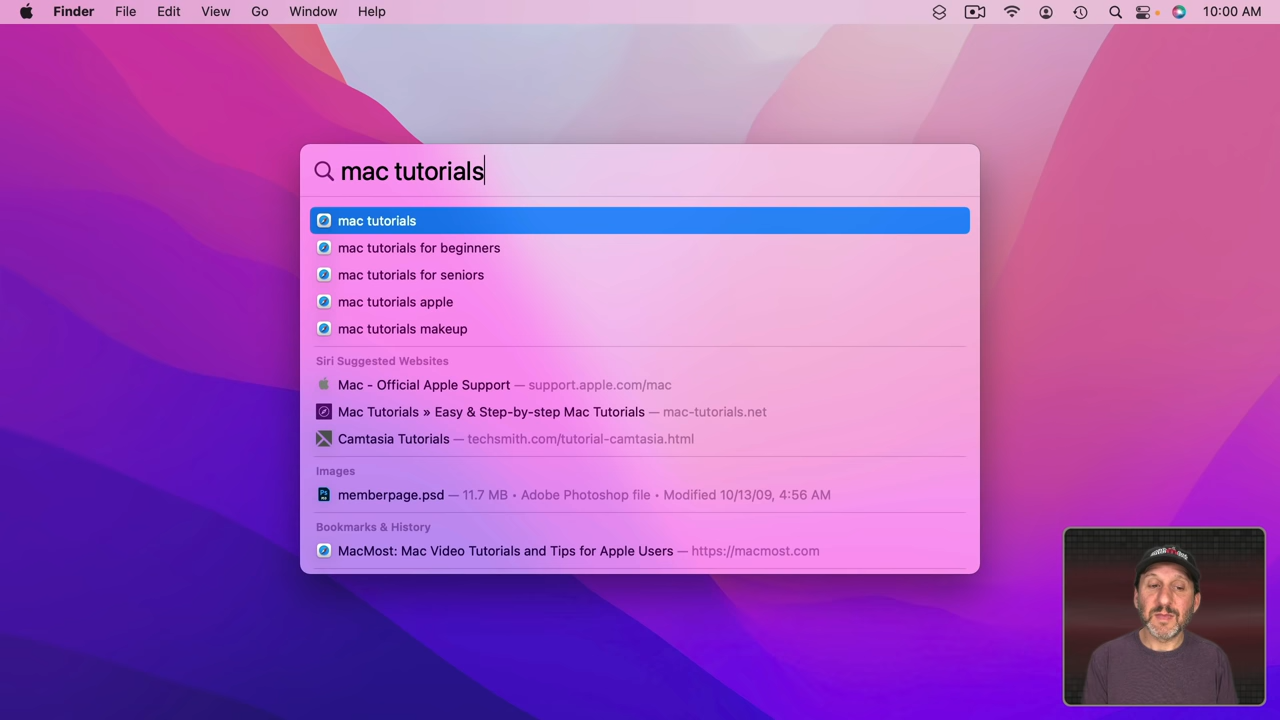 Finder File Edit View Go Window Help 10:00 AM
mac tutorials
mac tutorials
mac tutorials for beginners
mac tutorials for seniors
mac tutorials apple
mac tutorials makeup
Siri Suggested Websites
Mac - Official Apple Support — support.apple.com/mac
Mac Tutorials » Easy & Step-by-step Mac Tutorials — mac-tutorials.net
Camtasia Tutorials — techsmith.com/tutorial-camtasia.html
Images
memberpage.psd — 11.7 MB • Adobe Photoshop file • Modified 10/13/09, 4:56 AM
Bookmarks & History
MacMost: Mac Video Tutorials and Tips for Apple Users — https://macmost.com